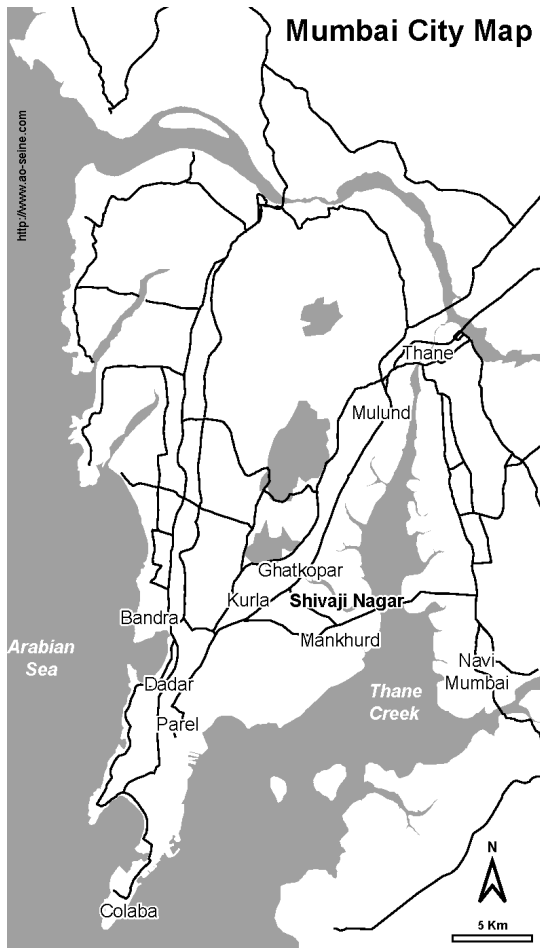 Mumbai City Map
http://www.ao-seine.com
Thane
Mulund
Ghatkopar
Kurla
Shivaji Nagar
Bandra
Mankhurd
Arabian
Sea
Navi
Mumbai
Dadar
Thane
Creek
Parel
N
Colaba
5 Km